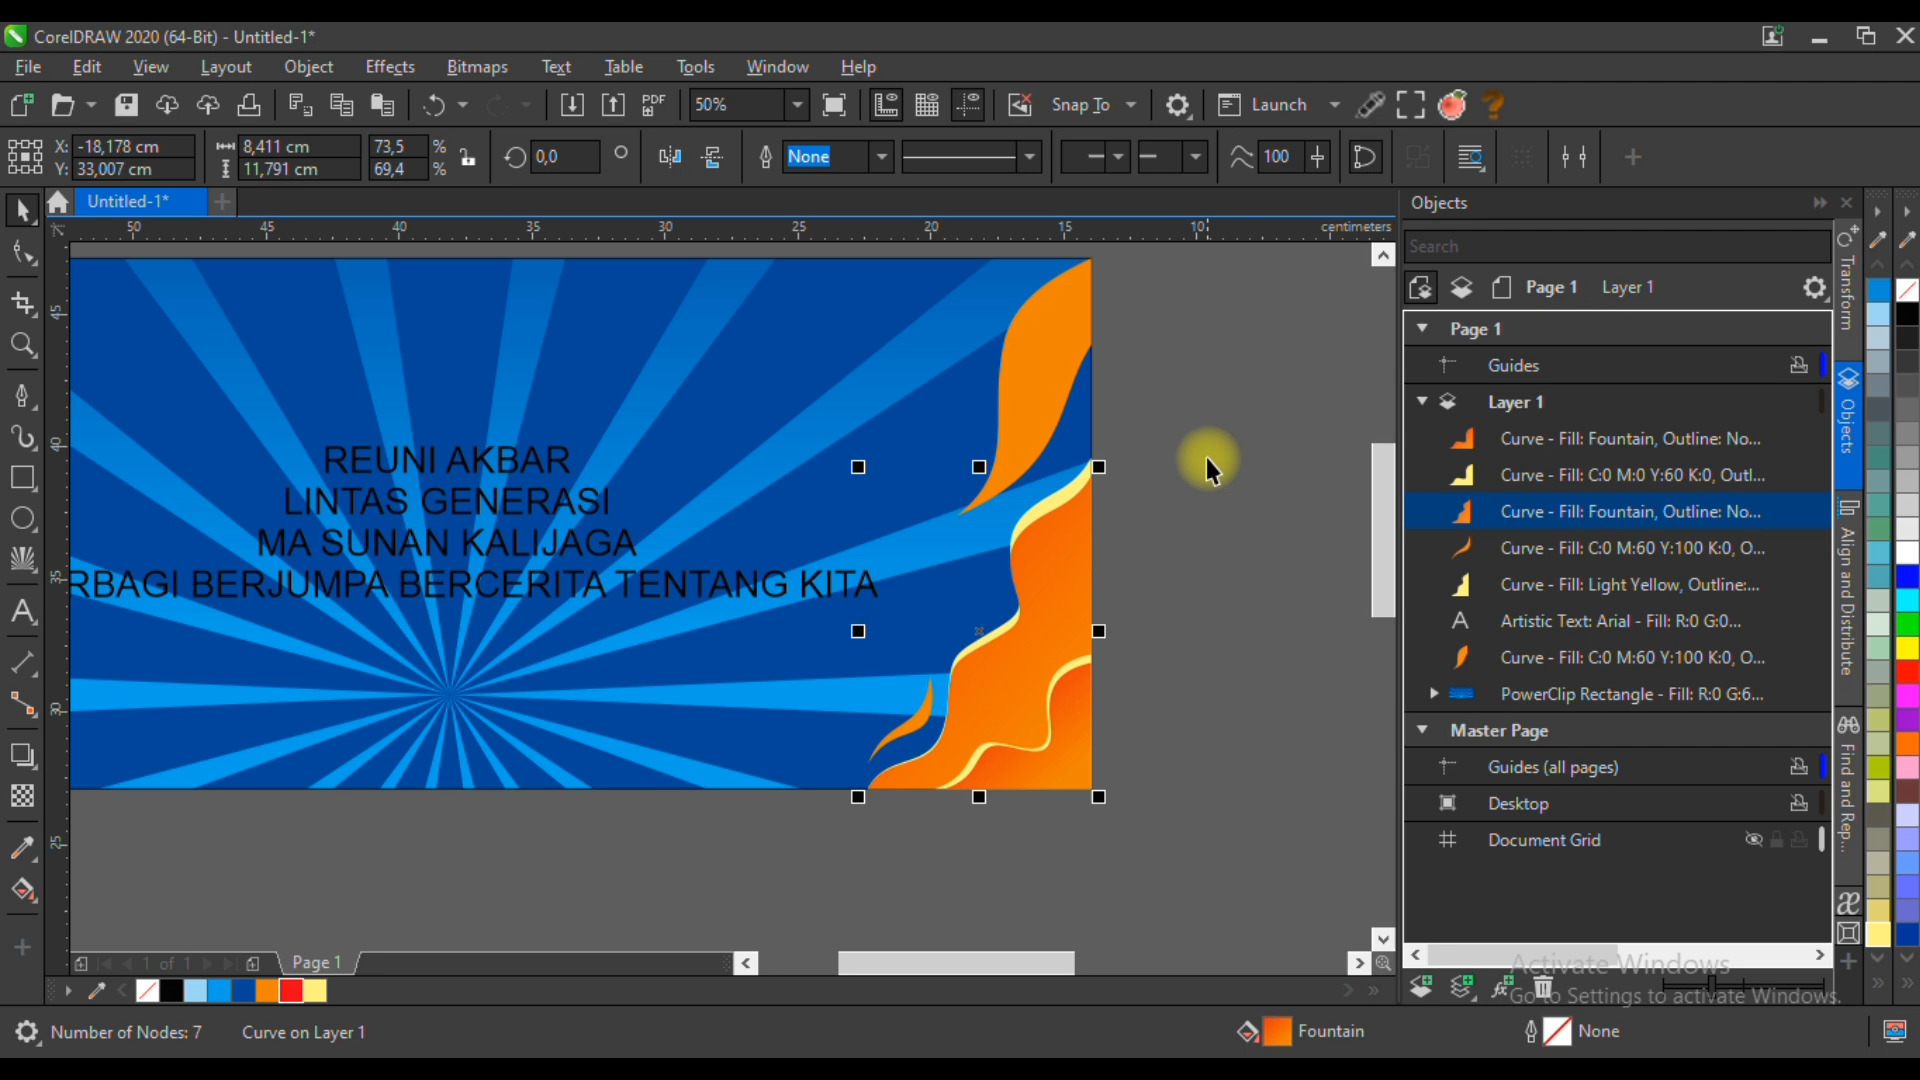 CorelDRAW 2020 (64-Bit) - Untitled-1*
File Edit View Layout Object Effects Bitmaps Text Table Tools Window Help
PDF 50% Snap To Launch
X: -18,178 cm 8,411 cm 73,5 % 0,0 None 100
Y: 33,007 cm 11,791 cm 69,4 %
Untitled-1*
50 45 40 35 30 25 20 15 10 centimeters
45
40
35
30
25
REUNI AKBAR
LINTAS GENERASI
MA SUNAN KALIJAGA
RBAGI BERJUMPA BERCERITA TENTANG KITA
1 of 1 Page 1
Objects
Search
Page 1 Layer 1
Page 1
Guides
Layer 1
Curve - Fill: Fountain, Outline: No...
Curve - Fill: C:0 M:0 Y:60 K:0, Outl...
Curve - Fill: Fountain, Outline: No...
Curve - Fill: C:0 M:60 Y:100 K:0, O...
Curve - Fill: Light Yellow, Outline:...
Artistic Text: Arial - Fill: R:0 G:0...
Curve - Fill: C:0 M:60 Y:100 K:0, O...
PowerClip Rectangle - Fill: R:0 G:6...
Master Page
Guides (all pages)
Desktop
Document Grid
Transform
Objects
Align and Distribute
Find and Rep...
Activate Windows
Go to Settings to activate Windows.
Number of Nodes: 7 Curve on Layer 1 Fountain None